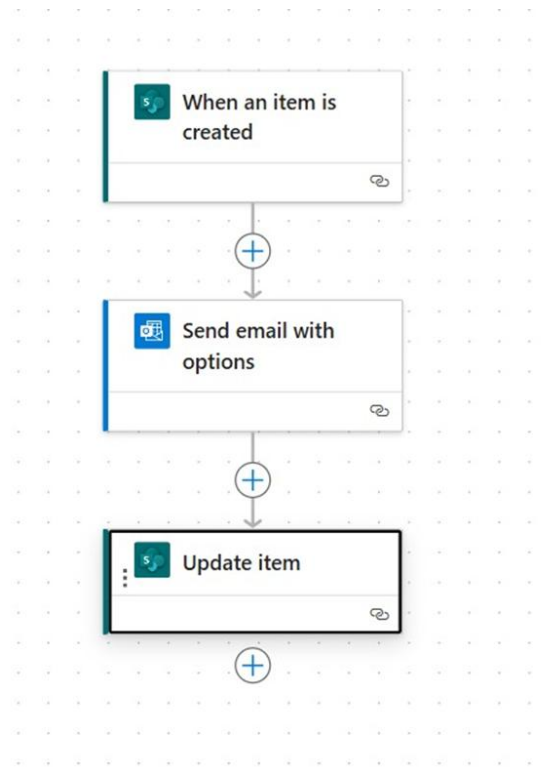 When an item is
created
Send email with
options
Update item